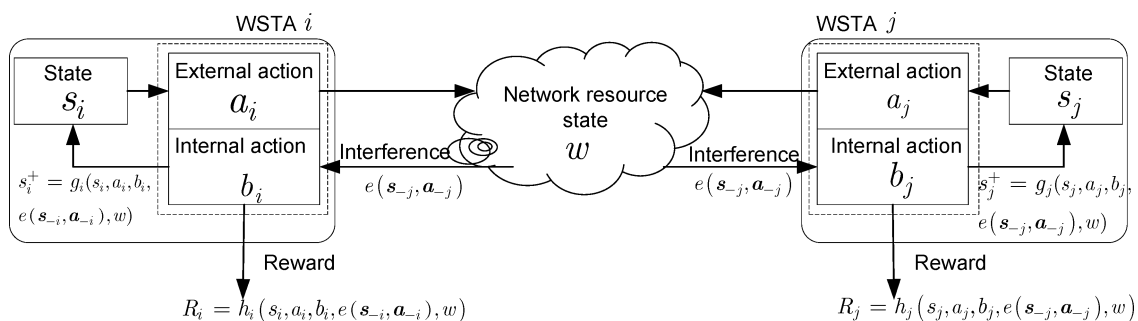 WSTA i
WSTA j
State
s_i
External action
a_i
Internal action
b_i
s_i^+ = g_i(s_i,a_i,b_i,
e(s_{-i},a_{-i}),w)
Interference
e(s_{-j},a_{-j})
Network resource
state
w
Interference
e(s_{-j},a_{-j})
External action
a_j
Internal action
b_j
State
s_j
s_j^+ = g_j(s_j,a_j,b_j,
e(s_{-j},a_{-j}),w)
Reward
R_i = h_i(s_i,a_i,b_i,e(s_{-i},a_{-i}),w)
Reward
R_j = h_j(s_j,a_j,b_j,e(s_{-j},a_{-j}),w)